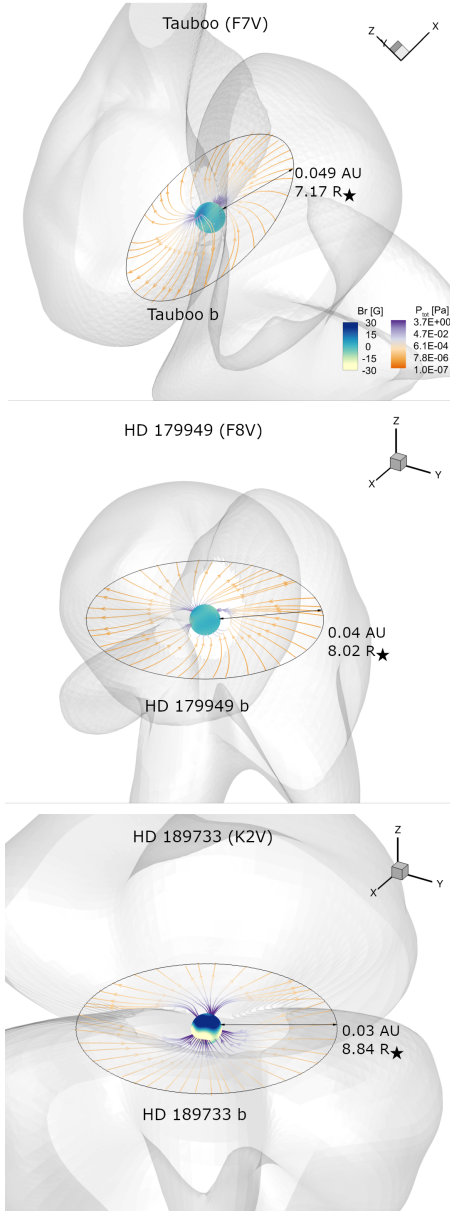 Tauboo (F7V)
Z
Y
X
0.049 AU
7.17 R★
Tauboo b
Br [G]
30
15
0
-15
-30
P_tot [Pa]
3.7E+00
4.7E-02
6.1E-04
7.8E-06
1.0E-07
HD 179949 (F8V)
Z
X
Y
0.04 AU
8.02 R★
HD 179949 b
HD 189733 (K2V)
Z
X
Y
0.03 AU
8.84 R★
HD 189733 b